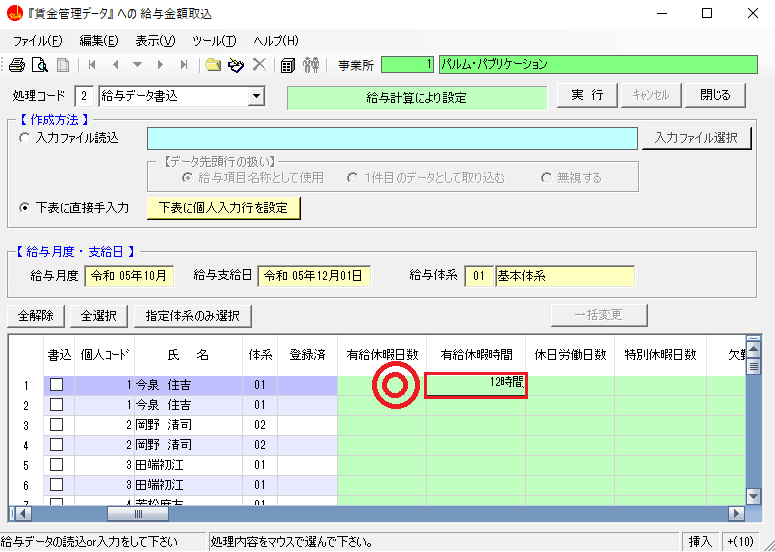 『賃金管理データ』への 給与金額取込
ファイル(F) 編集(E) 表示(V) ツール(T) ヘルプ(H)
事業所 1 パルム・パブリケーション
処理コード 2 給与データ書込 給与計算により設定 実 行 キャンセル 閉じる
【 作成方法 】
入力ファイル読込 入力ファイル選択
【データ先頭行の扱い】
給与項目名称として使用 1件目のデータとして取り込む 無視する
下表に直接手入力 下表に個人入力行を設定
【 給与月度・支給日 】
給与月度 令和 05年10月 給与支給日 令和 05年12月01日 給与体系 01 基本体系
全解除 全選択 指定体系のみ選択 一括変更
書込 個人コード 氏 名 体系 登録済 有給休暇日数 有給休暇時間 休日労働日数 特別休暇日数
1 1 今泉 住吉 01 12時間
2 1 今泉 住吉 01
3 2 岡野 清司 02
4 2 岡野 清司 02
5 3 田端初江 01
6 3 田端初江 01
給与データの読込or入力をして下さい 処理内容をマウスで選んで下さい。 挿入 +(10)